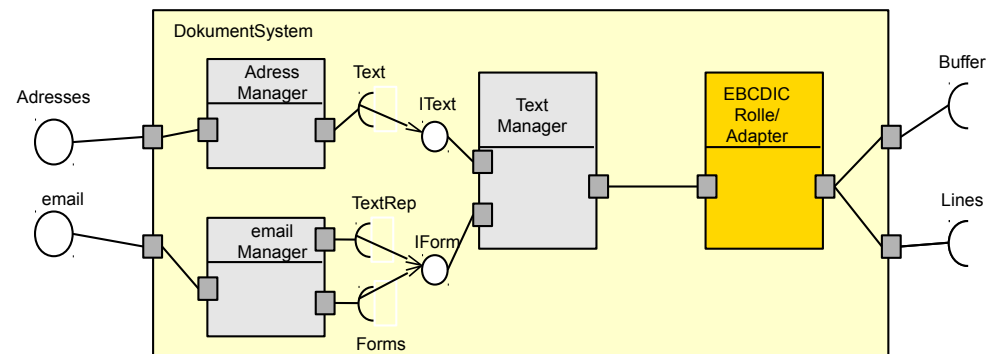 DokumentSystem
Adresses
email
Adress
Manager
Text
IText
Text
Manager
EBCDIC
Rolle/
Adapter
Buffer
Lines
email
Manager
TextRep
IForm
Forms